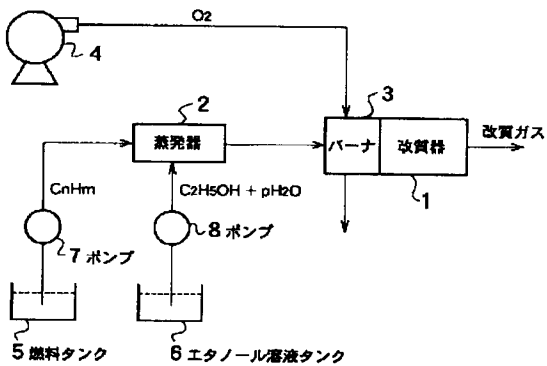 O2
4
2
蒸発器
3
バーナ
改質器
改質ガス
1
CnHm
C2H5OH + pH2O
7 ポンプ
8 ポンプ
5 燃料タンク
6 エタノール溶液タンク